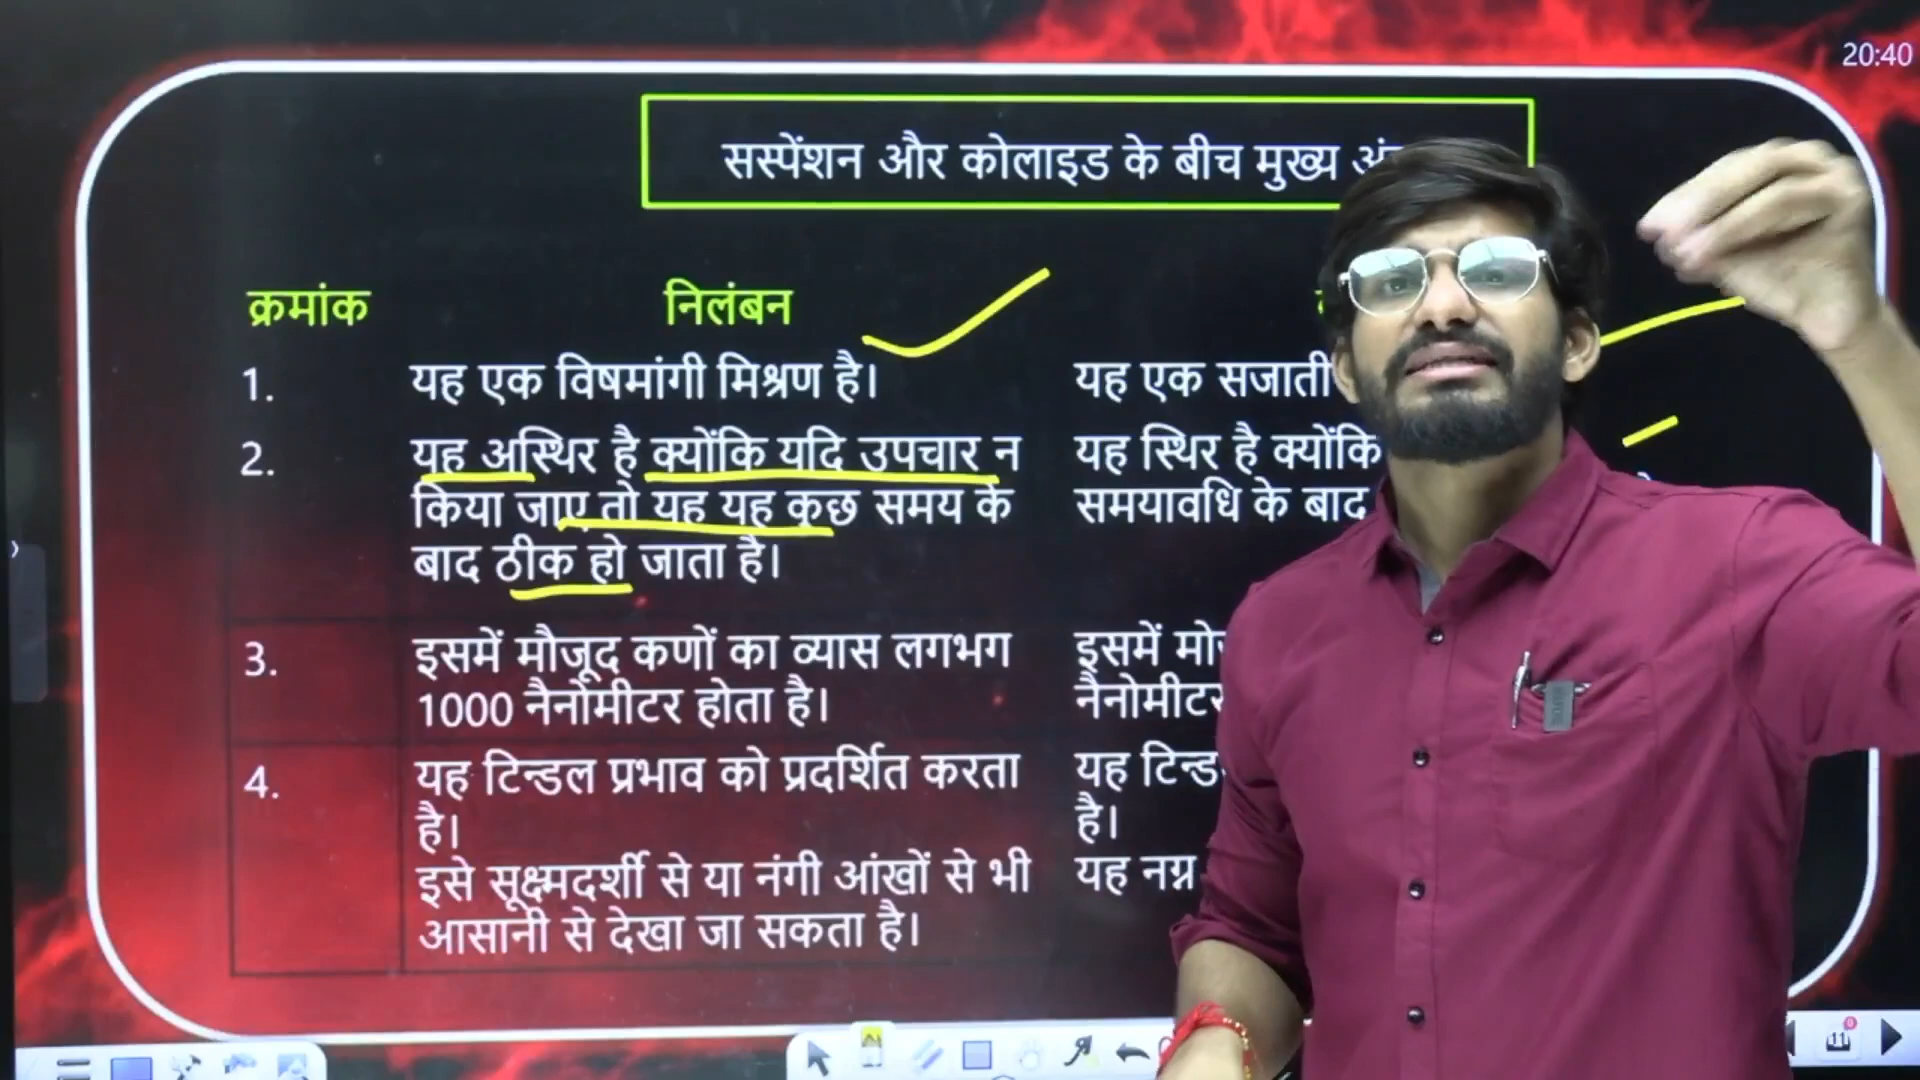 20:40
सस्पेंशन और कोलाइड के बीच मुख्य
क्रमांक
निलंबन
1.
यह एक विषमांगी मिश्रण है।
यह एक
2.
यह अस्थिर है क्योंकि यदि उपचार न
किया जाए तो यह यह कुछ समय के
बाद ठीक हो जाता है।
यह स्थिर है क्योंकि
समयावधि के बाद
3.
इसमें मौजूद कणों का व्यास लगभग
1000 नैनोमीटर होता है।
इसमें
4.
यह टिन्डल प्रभाव को प्रदर्शित करता
है।
इसे सूक्ष्मदर्शी से या नंगी आंखों से भी
आसानी से देखा जा सकता है।
यह
है।
यह नग्न
11